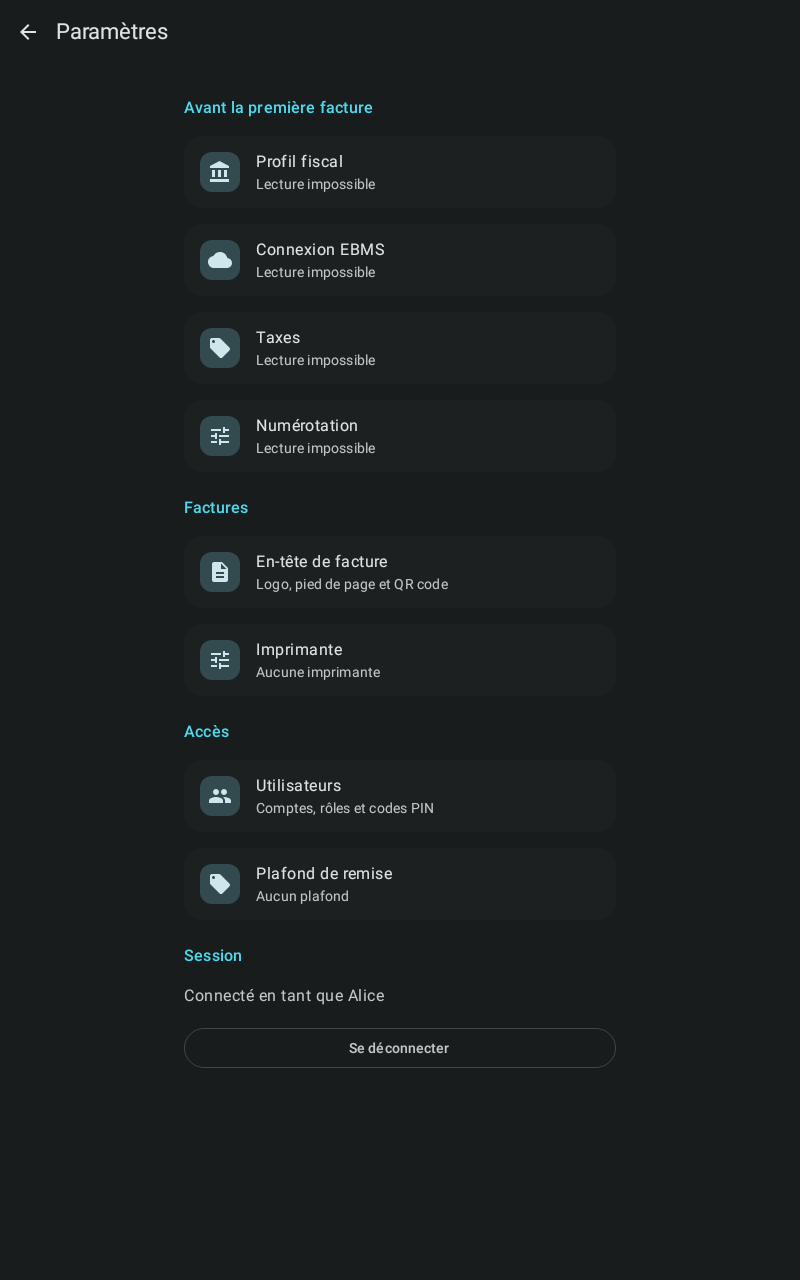 Paramètres
Avant la première facture
Profil fiscal
Lecture impossible
Connexion EBMS
Lecture impossible
Taxes
Lecture impossible
Numérotation
Lecture impossible
Factures
En-tête de facture
Logo, pied de page et QR code
Imprimante
Aucune imprimante
Accès
Utilisateurs
Comptes, rôles et codes PIN
Plafond de remise
Aucun plafond
Session
Connecté en tant que Alice
Se déconnecter